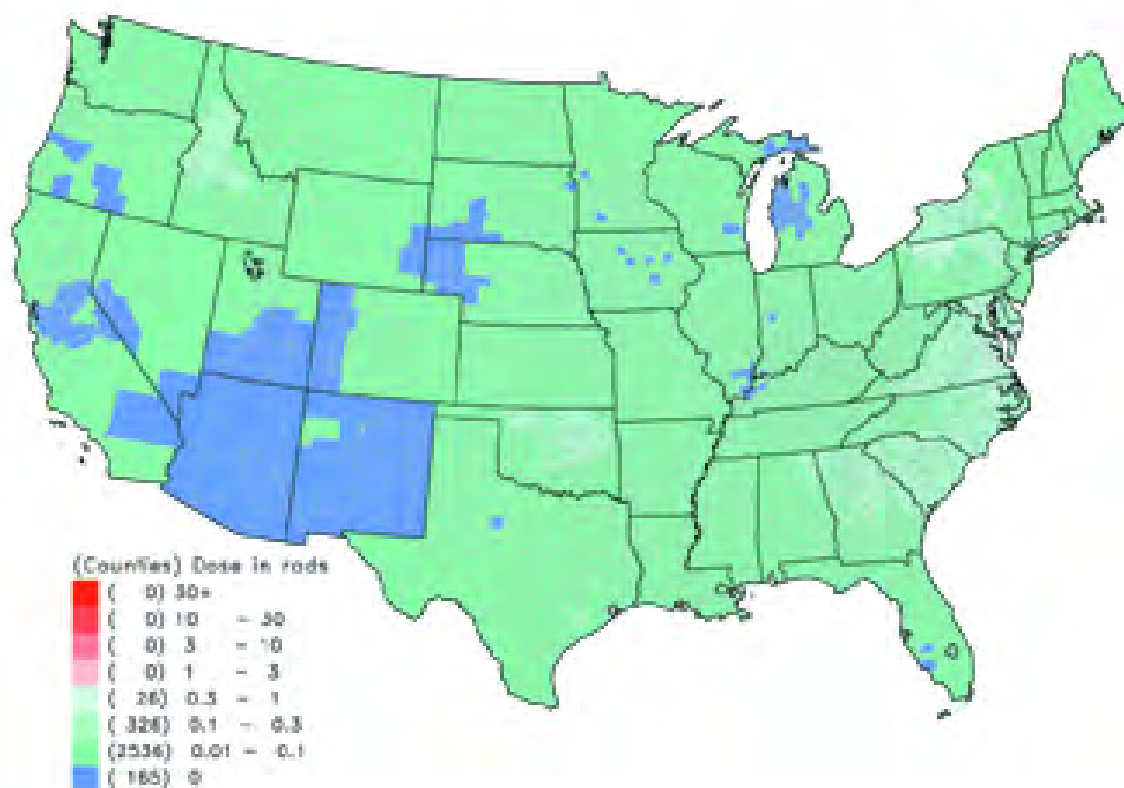 (Counties) Dose in rads
( 0) 30+
( 0) 10 - 30
( 0) 3 - 10
( 0) 1 - 3
( 26) 0.3 - 1
( 326) 0.1 - 0.3
(2536) 0.01 - 0.1
( 165) 0